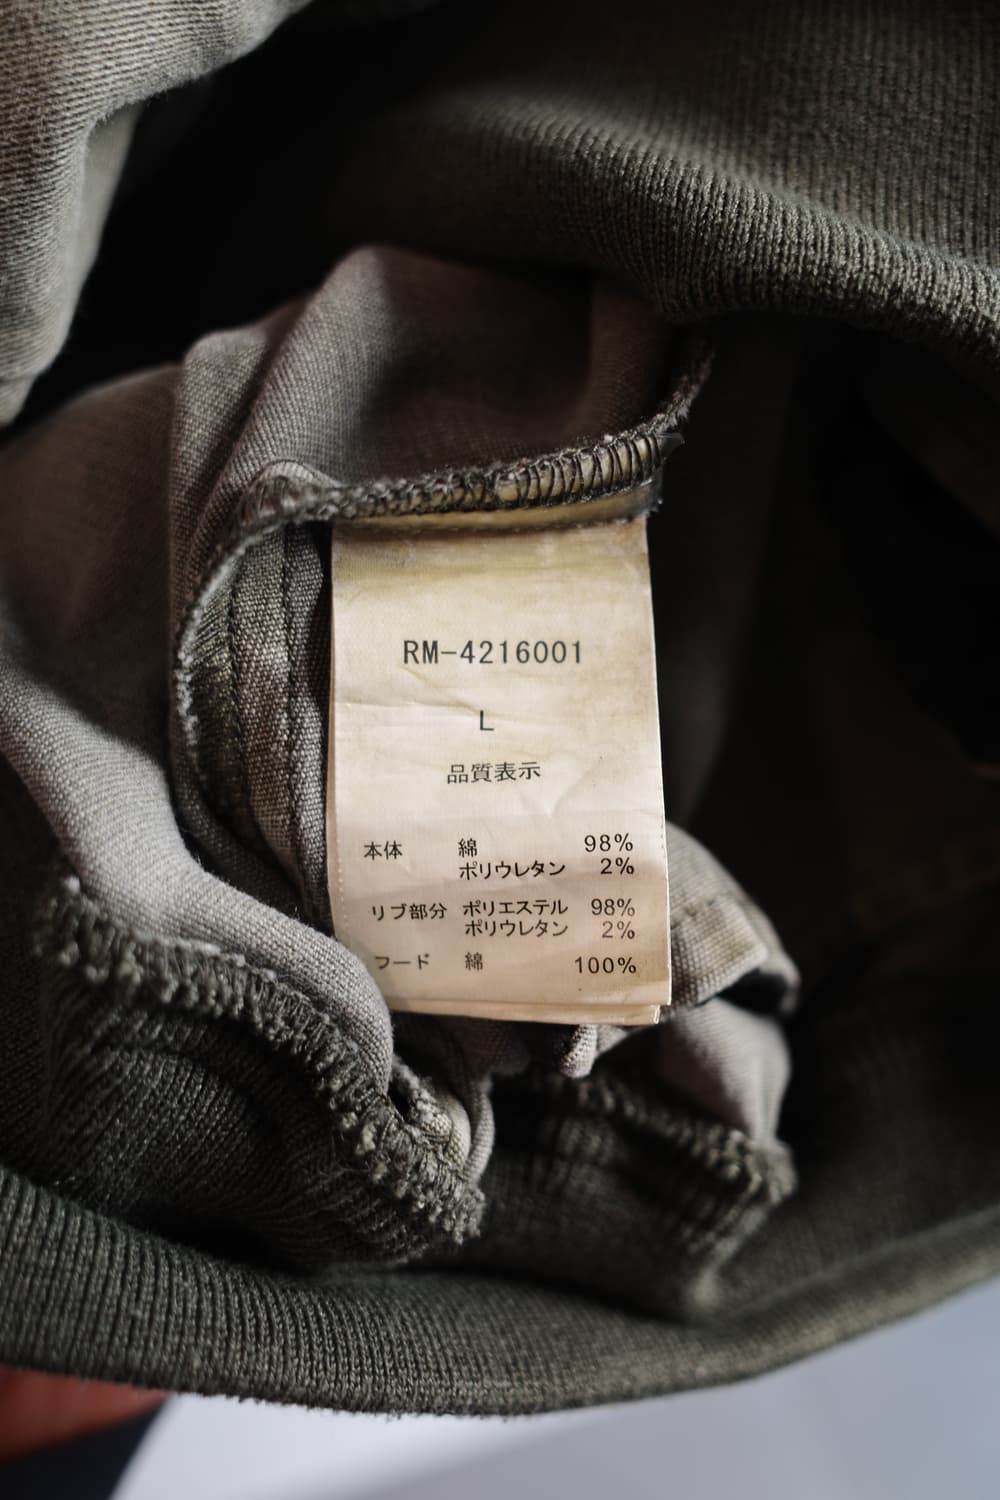 RM-4216001
L
品質表示
本体 綿 98%
ポリウレタン 2%
リブ部分 ポリエステル 98%
ポリウレタン 2%
フード 綿 100%